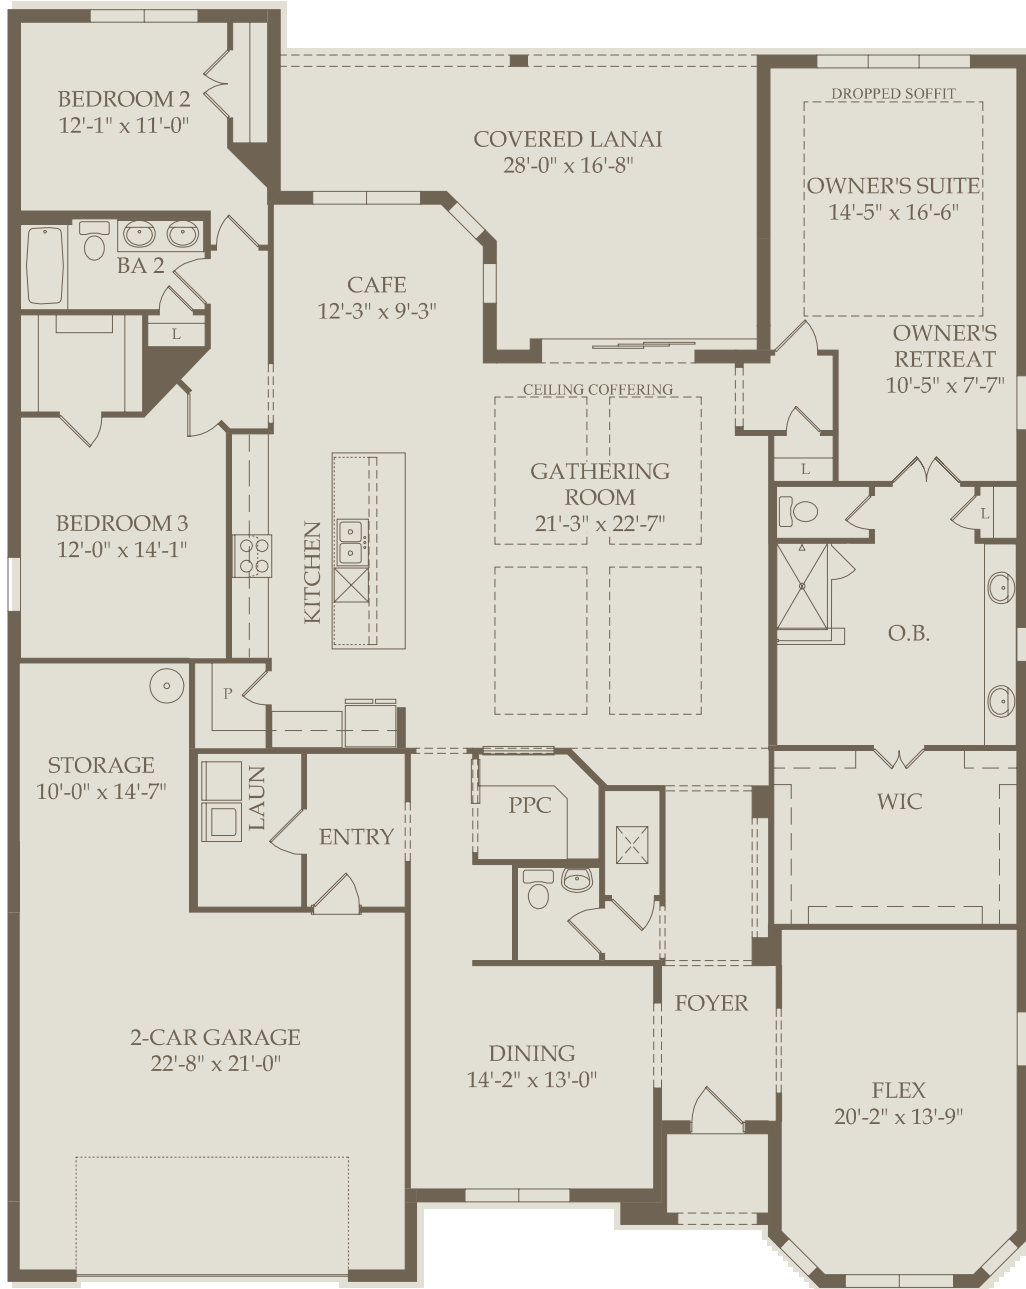 DROPPED SOFFIT
BEDROOM 2
12'-1" x 11'-0"
COVERED LANAI
28'-0" x 16'-8"
OWNER'S SUITE
14'-5" x 16'-6"
BA 2
CAFE
12'-3" x 9'-3"
L
OWNER'S
RETREAT
10'-5" x 7'-7"
CEILING COFFERING
GATHERING
ROOM
21'-3" x 22'-7"
L
L
BEDROOM 3
12'-0" x 14'-1"
KITCHEN
O.B.
P
STORAGE
10'-0" x 14'-7"
LAUN
ENTRY
PPC
WIC
FOYER
2-CAR GARAGE
22'-8" x 21'-0"
DINING
14'-2" x 13'-0"
FLEX
20'-2" x 13'-9"